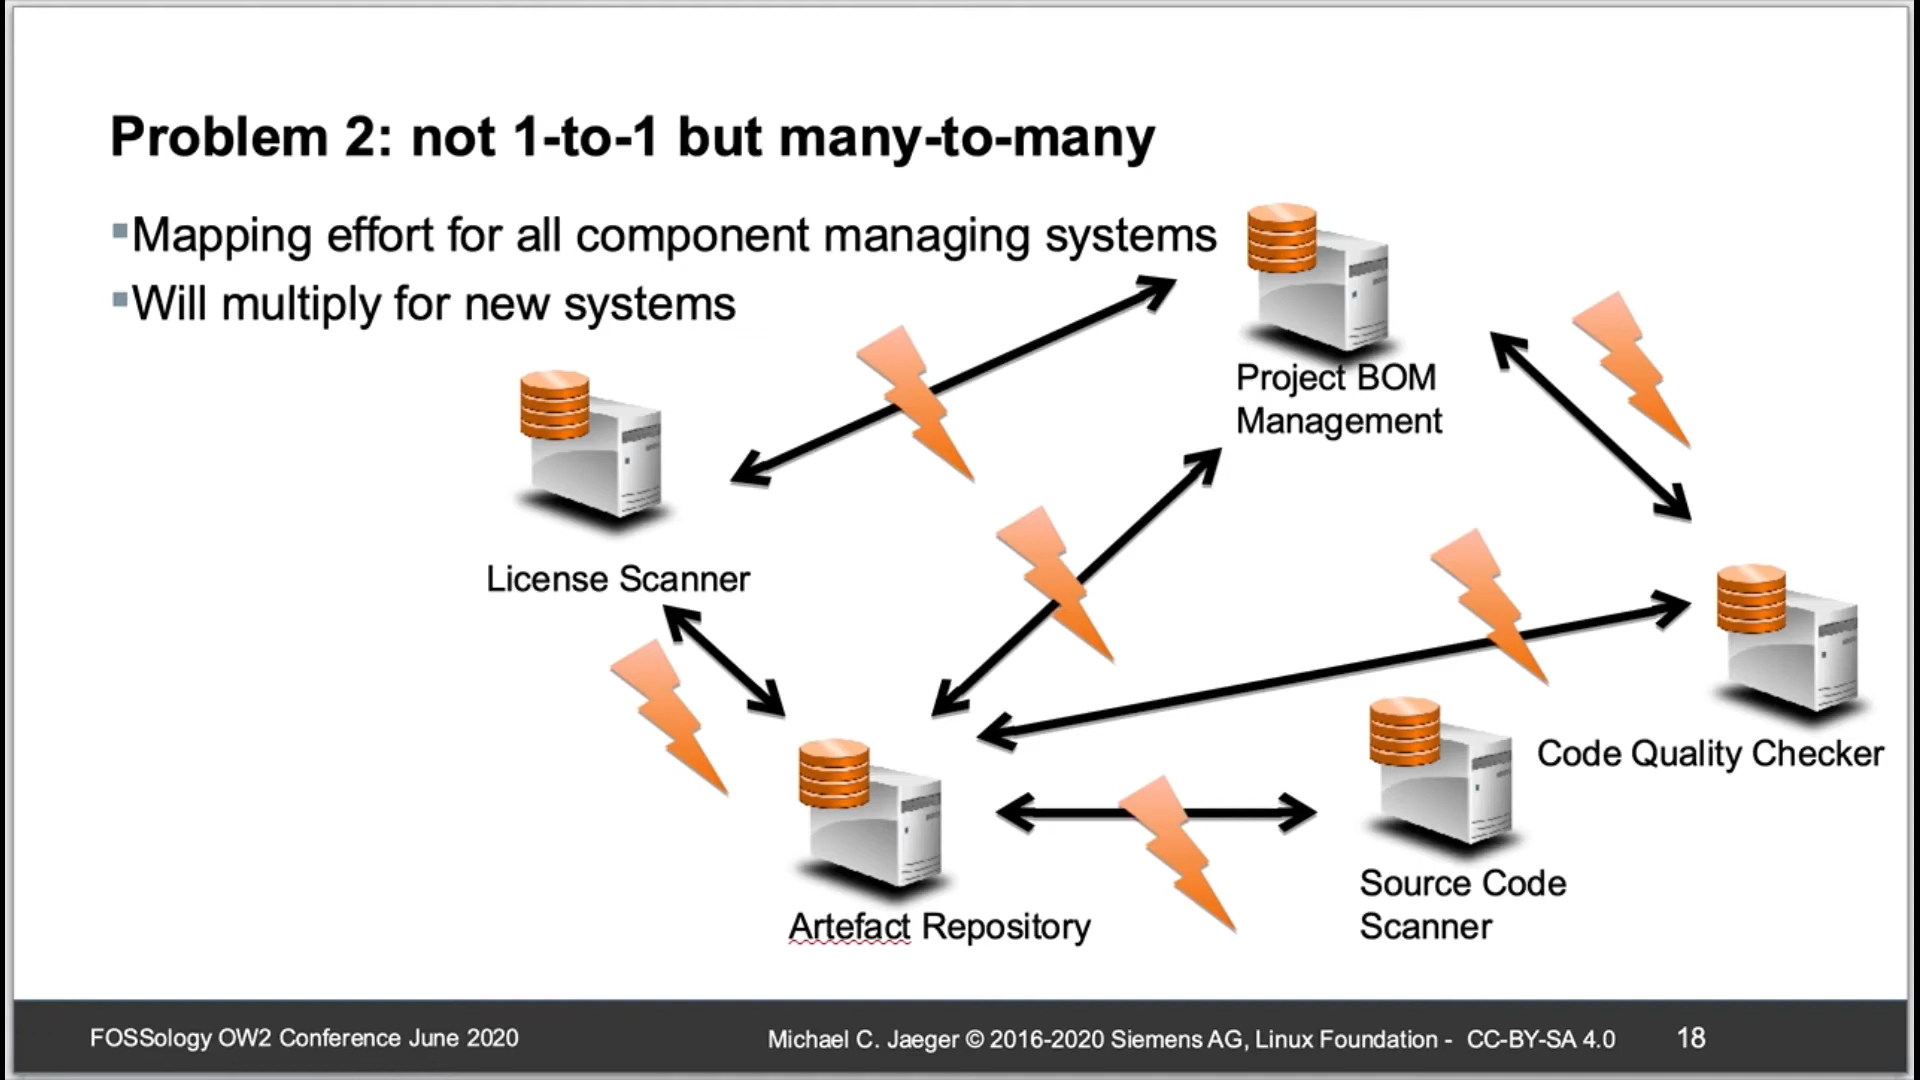 Problem 2: not 1-to-1 but many-to-many
▪Mapping effort for all component managing systems
▪Will multiply for new systems
Project BOM
Management
License Scanner
Code Quality Checker
Source Code
Scanner
Artefact Repository
FOSSology OW2 Conference June 2020
Michael C. Jaeger © 2016-2020 Siemens AG, Linux Foundation - CC-BY-SA 4.0
18